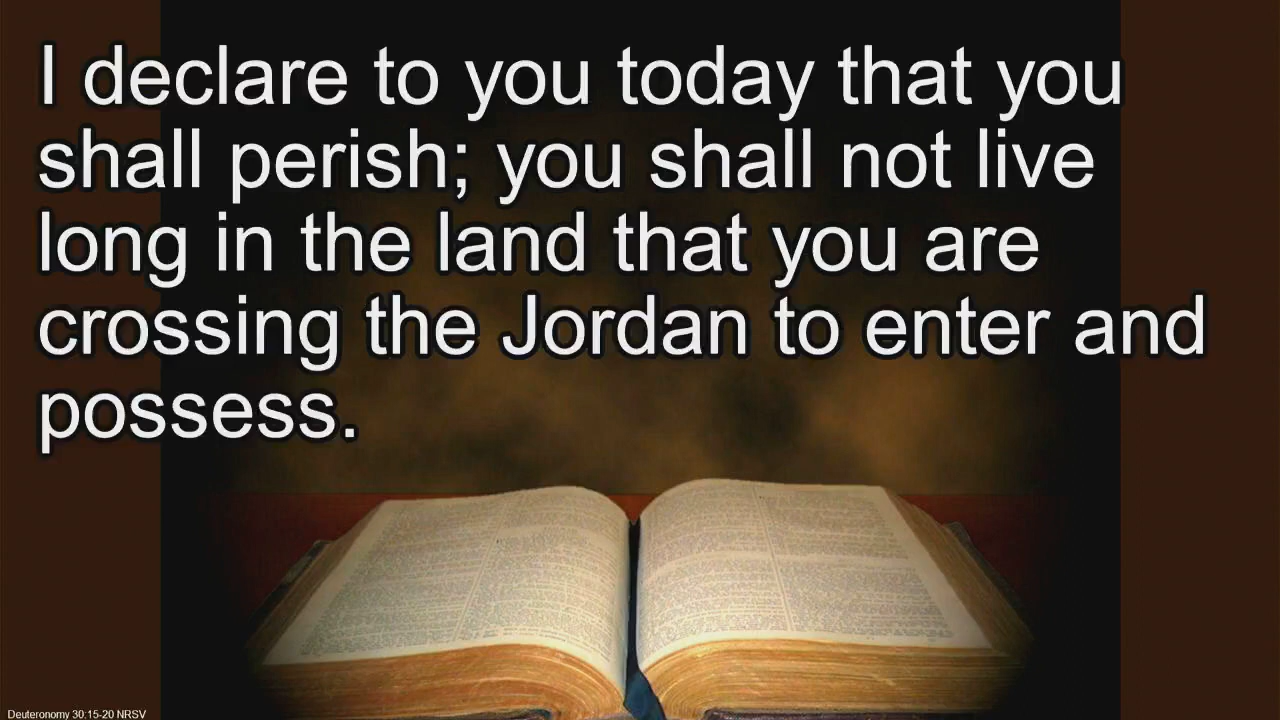 I declare to you today that you
shall perish; you shall not live
long in the land that you are
crossing the Jordan to enter and
possess.
Deuteronomy 30:15-20 NRSV